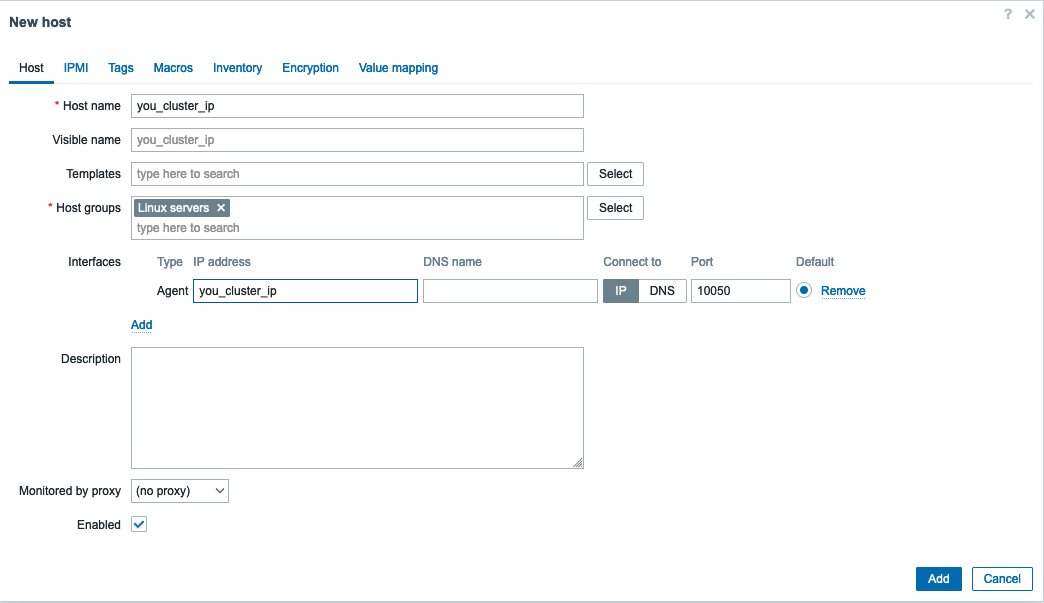 New host
? ×
Host IPMI Tags Macros Inventory Encryption Value mapping
* Host name you_cluster_ip
Visible name you_cluster_ip
Templates type here to search Select
* Host groups Linux servers × Select
type here to search
Interfaces Type IP address DNS name Connect to Port Default
Agent you_cluster_ip IP DNS 10050 Remove
Add
Description
Monitored by proxy (no proxy)
Enabled
Add Cancel